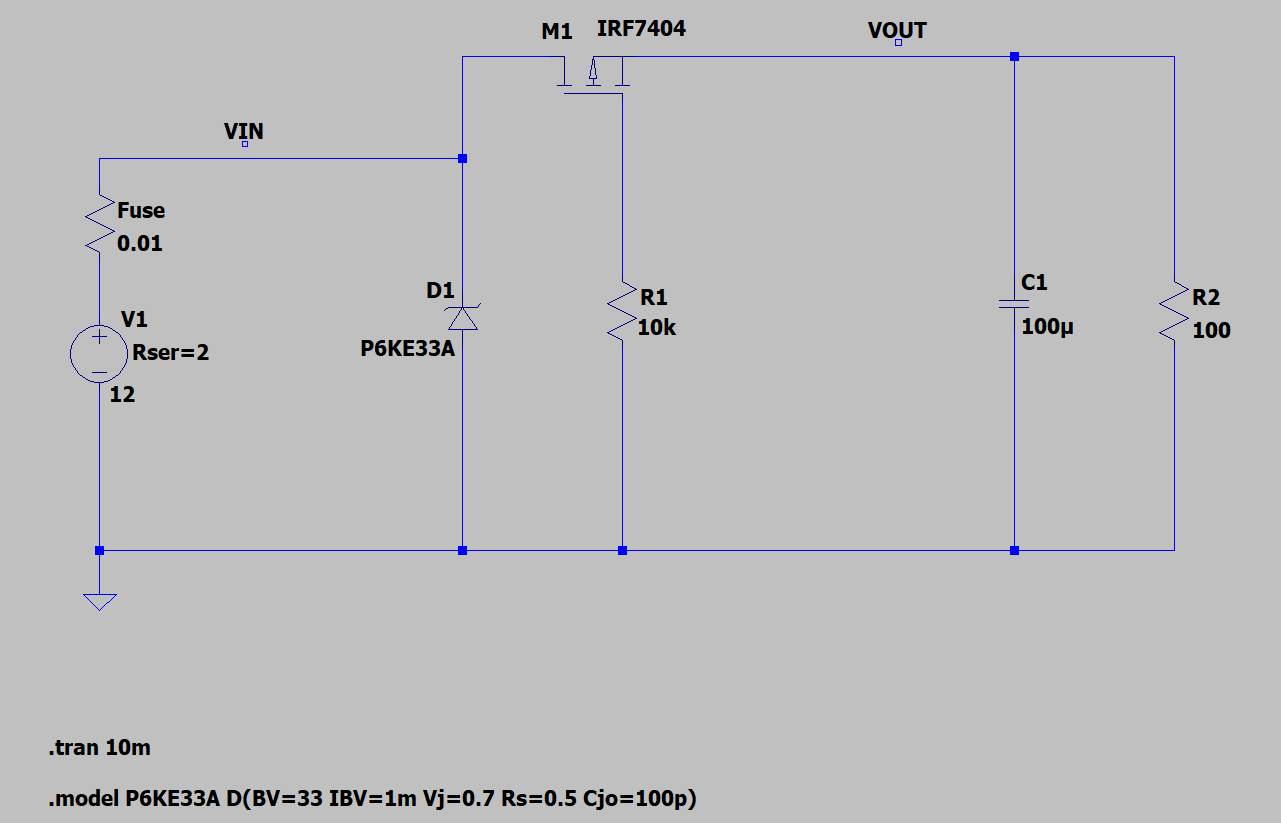 M1 IRF7404
VOUT
VIN
Fuse
0.01
V1
Rser=2
12
D1
P6KE33A
R1
10k
C1
100µ
R2
100
.tran 10m
.model P6KE33A D(BV=33 IBV=1m Vj=0.7 Rs=0.5 Cjo=100p)